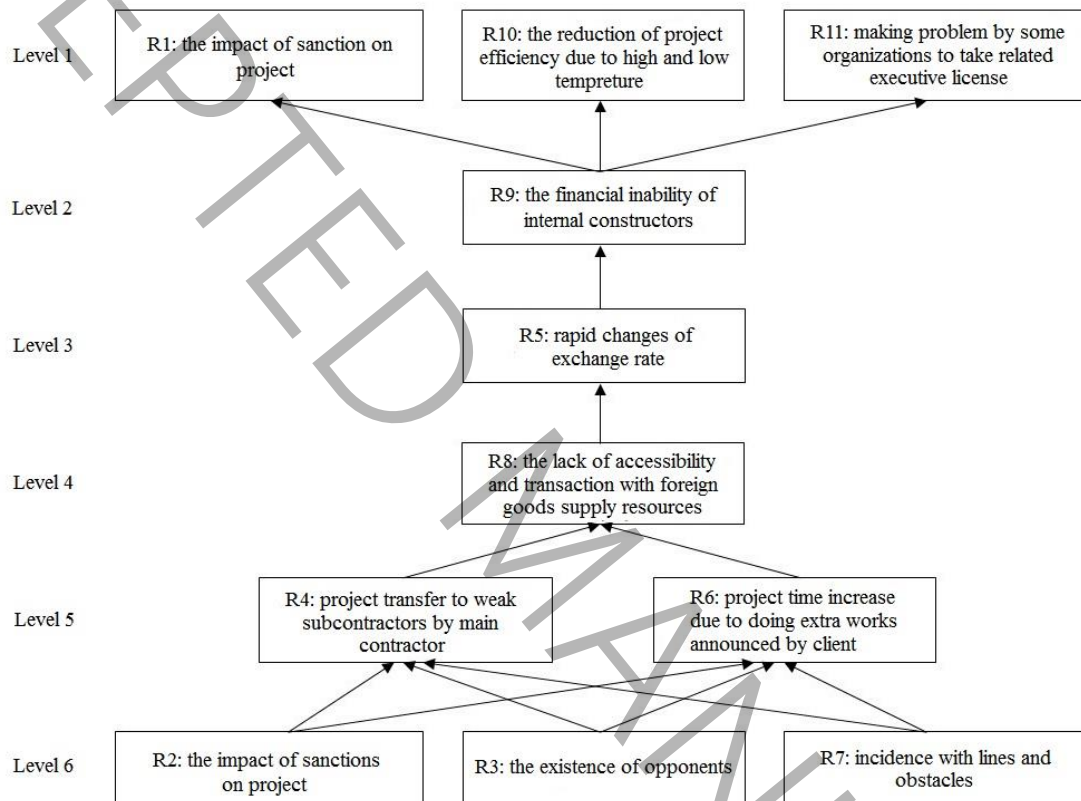 Level 1
R1: the impact of sanction on
project
R10: the reduction of project
efficiency due to high and low
tempreture
R11: making problem by some
organizations to take related
executive license
Level 2
R9: the financial inability of
internal constructors
Level 3
R5: rapid changes of
exchange rate
Level 4
R8: the lack of accessibility
and transaction with foreign
goods supply resources
Level 5
R4: project transfer to weak
subcontractors by main
contractor
R6: project time increase
due to doing extra works
announced by client
Level 6
R2: the impact of sanctions
on project
R3: the existence of opponents
R7: incidence with lines and
obstacles
EPTED MAN